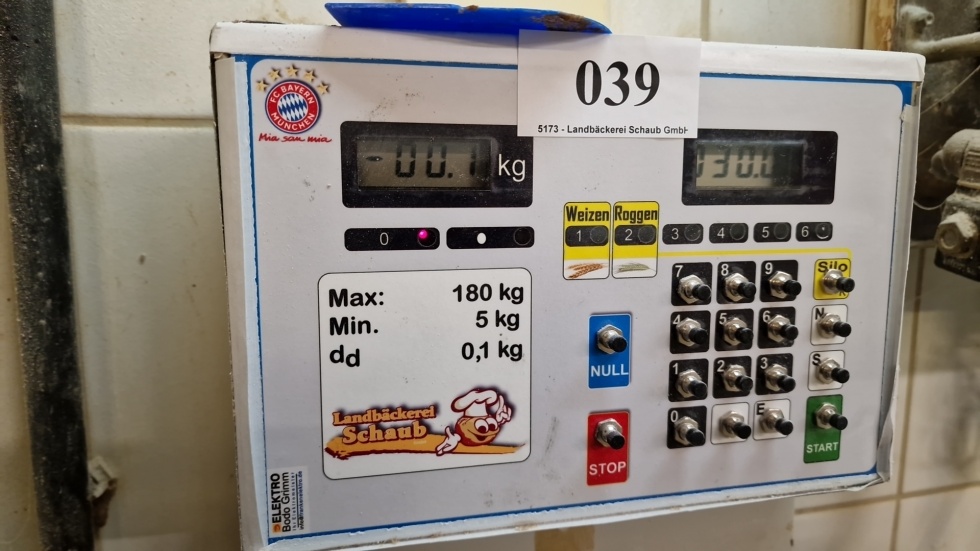 039
5173 - Landbäckerei Schaub GmbH
FC BAYERN
MÜNCHEN
Mia san mia
-00.1 kg
Weizen
Roggen
0
1
2
3
4
5
6
Max: 180 kg
Min. 5 kg
dd 0,1 kg
7
8
9
Silo
4
5
6
N
1
2
3
S
0
E
NULL
STOP
START
Landbäckerei
Schaub
ELEKTRO
Bodo Grimm